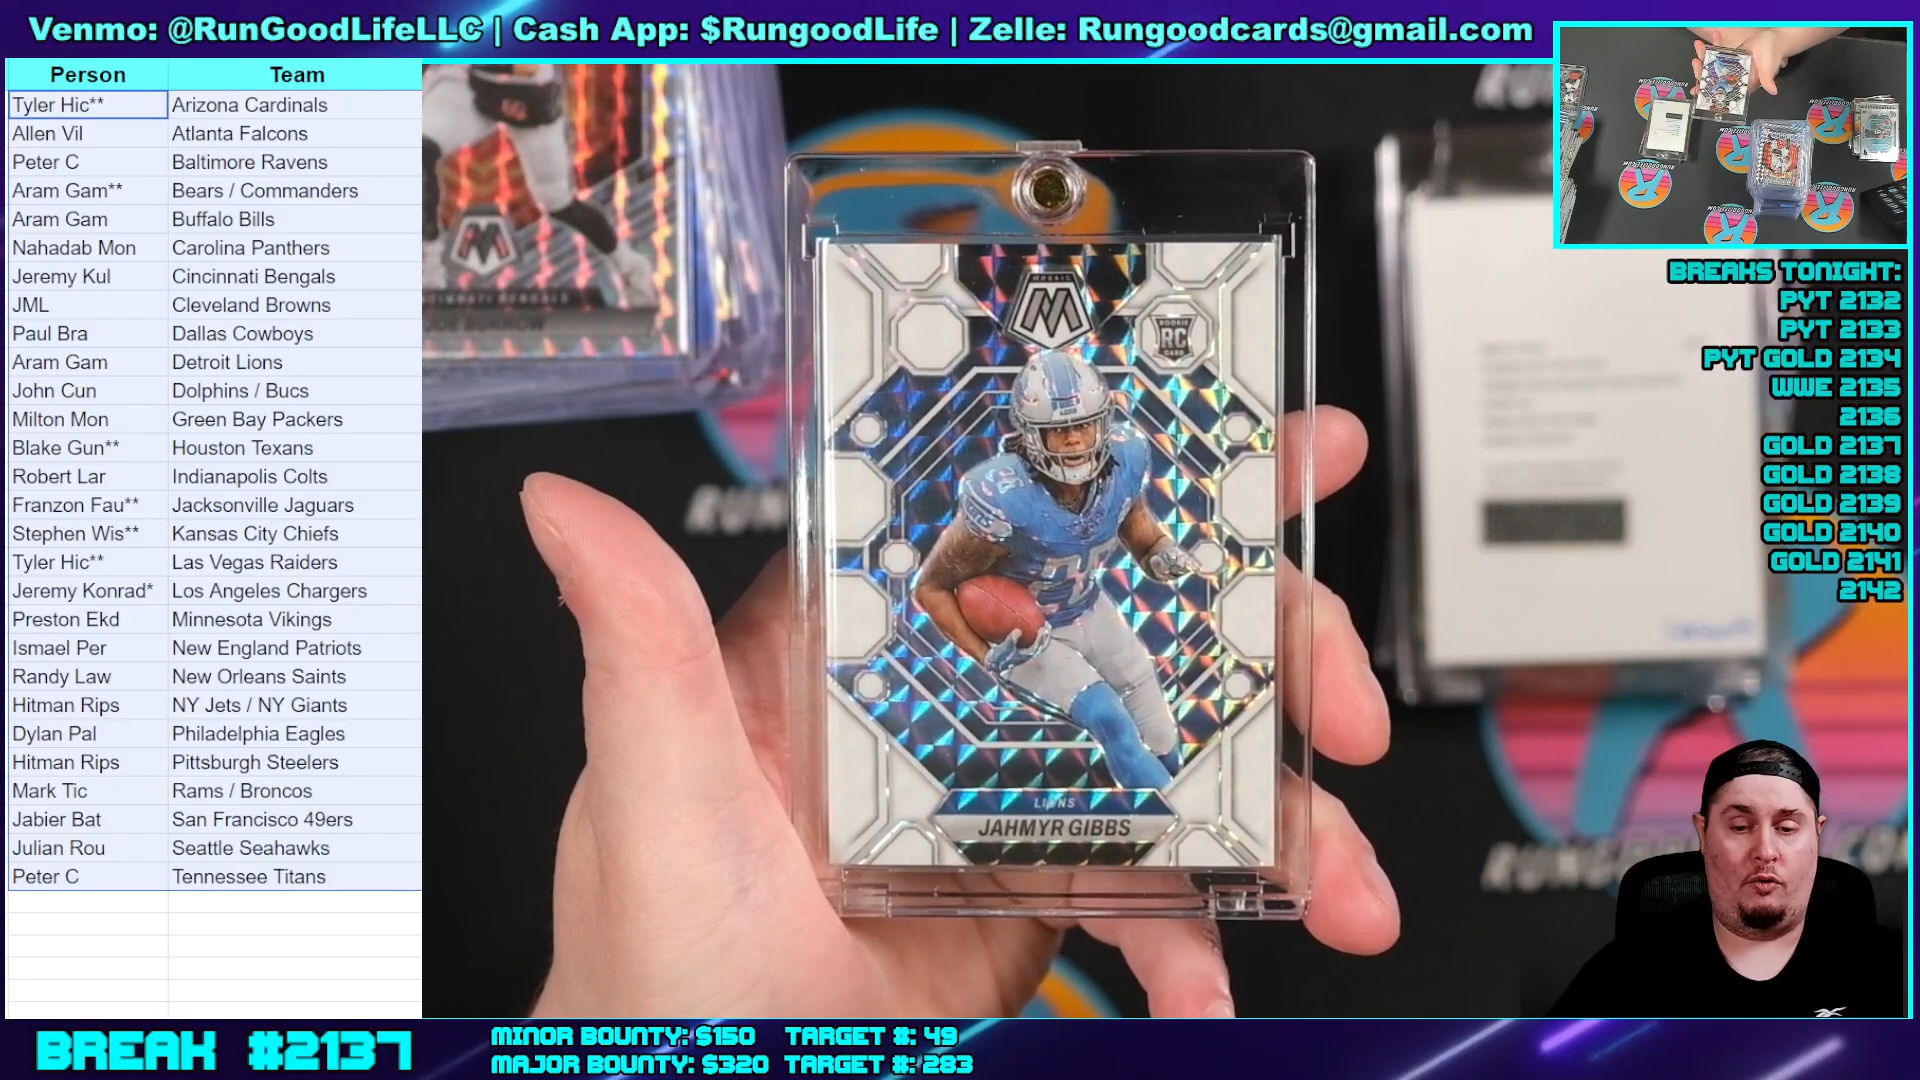 Venmo: @RunGoodLifeLLC | Cash App: $RungoodLife | Zelle: Rungoodcards@gmail.com
Person Team
Tyler Hic** Arizona Cardinals
Allen Vil Atlanta Falcons
Peter C Baltimore Ravens
Aram Gam** Bears / Commanders
Aram Gam Buffalo Bills
Nahadab Mon Carolina Panthers
Jeremy Kul Cincinnati Bengals
JML Cleveland Browns
Paul Bra Dallas Cowboys
Aram Gam Detroit Lions
John Cun Dolphins / Bucs
Milton Mon Green Bay Packers
Blake Gun** Houston Texans
Robert Lar Indianapolis Colts
Franzon Fau** Jacksonville Jaguars
Stephen Wis** Kansas City Chiefs
Tyler Hic** Las Vegas Raiders
Jeremy Konrad* Los Angeles Chargers
Preston Ekd Minnesota Vikings
Ismael Per New England Patriots
Randy Law New Orleans Saints
Hitman Rips NY Jets / NY Giants
Dylan Pal Philadelphia Eagles
Hitman Rips Pittsburgh Steelers
Mark Tic Rams / Broncos
Jabier Bat San Francisco 49ers
Julian Rou Seattle Seahawks
Peter C Tennessee Titans
CINCINNATI BENGALS
JOE BURROW
MOSAIC
ROOKIE
RC
CARD
26
LIONS
JAHMYR GIBBS
BREAKS TONIGHT:
PYT 2132
PYT 2133
PYT GOLD 2134
WWE 2135
2136
GOLD 2137
GOLD 2138
GOLD 2139
GOLD 2140
GOLD 2141
2142
BREAK #2137
MINOR BOUNTY: $150 TARGET #: 49
MAJOR BOUNTY: $320 TARGET #: 283